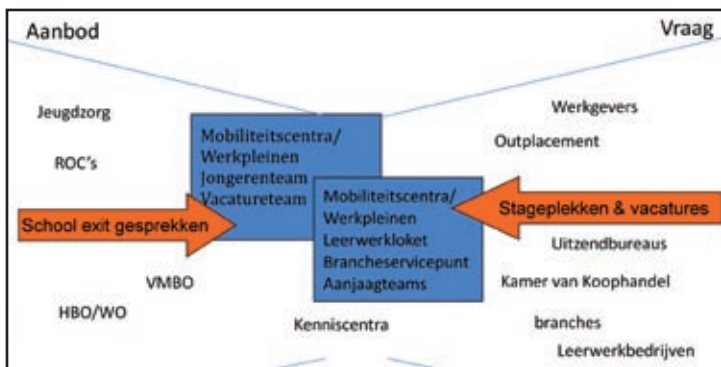 Aanbod
Vraag
Jeugdzorg
ROC's
School exit gesprekken
VMBO
HBO/WO
Mobiliteitscentra/
Werkpleinen
Jongerenteam
Vacatureteam
Mobiliteitscentra/
Werkpleinen
Leerwerkloket
Brancheservicepunt
Aanjaagteams
Kenniscentra
Werkgevers
Outplacement
Stageplekken & vacatures
Uitzendbureaus
Kamer van Koophandel
branches
Leerwerkbedrijven